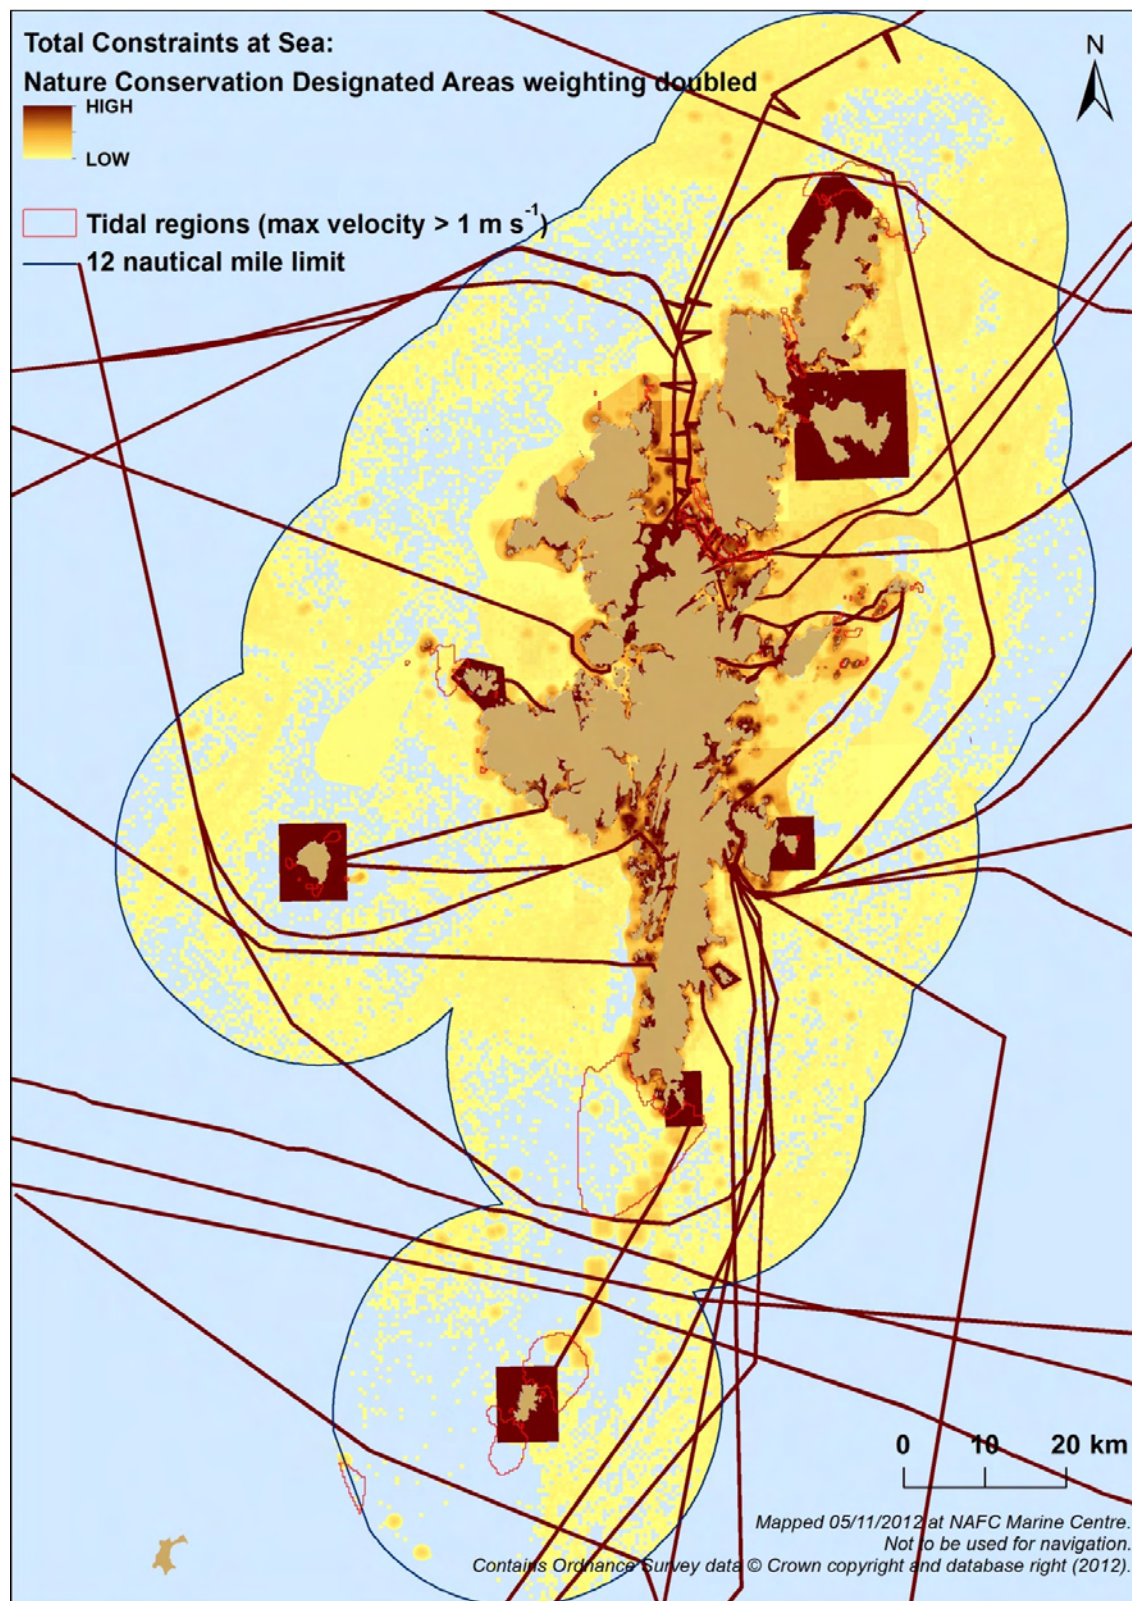 Total Constraints at Sea:
Nature Conservation Designated Areas weighting doubled
HIGH
LOW
Tidal regions (max velocity > 1 m s⁻¹)
12 nautical mile limit
N
0 10 20 km
Mapped 05/11/2012 at NAFC Marine Centre.
Not to be used for navigation.
Contains Ordnance Survey data © Crown copyright and database right (2012).